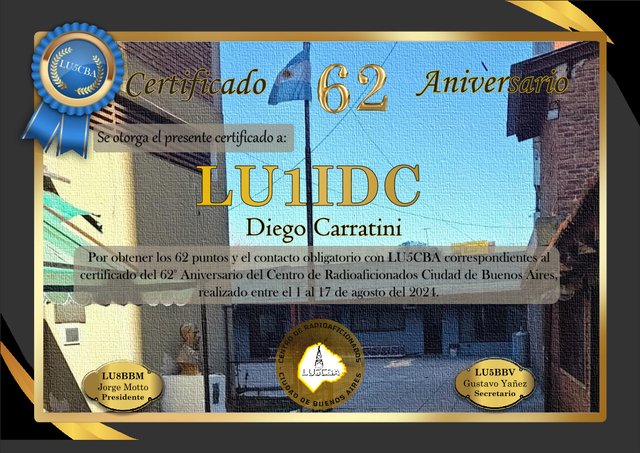 LU5CBA
Certificado 62 Aniversario
Se otorga el presente certificado a:
LU1IDC
Diego Carratini
Por obtener los 62 puntos y el contacto obligatorio con LU5CBA correspondientes al
certificado del 62º Aniversario del Centro de Radioaficionados Ciudad de Buenos Aires,
realizado entre el 1 al 17 de agosto del 2024.
LU8BBM
Jorge Motto
Presidente
CENTRO DE RADIOAFICIONADOS
LU5CBA
CIUDAD DE BUENOS AIRES
LU5BBV
Gustavo Yañez
Secretario